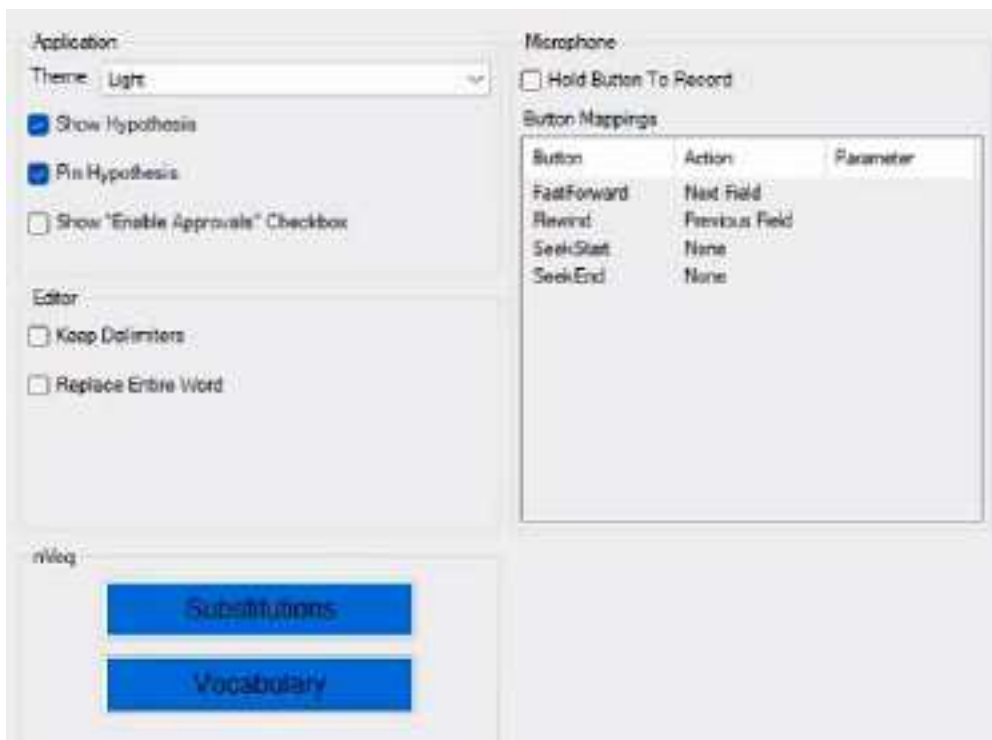 Application
Theme Light
Show Hypothesis
Pin Hypothesis
Show "Enable Approvals" Checkbox
Editor
Keep Delimiters
Replace Entire Word
nVoq
Substitutions
Vocabulary
Microphone
Hold Button To Record
Button Mappings
Button Action Parameter
FastForward Next Field
Rewind Previous Field
SeekStart None
SeekEnd None